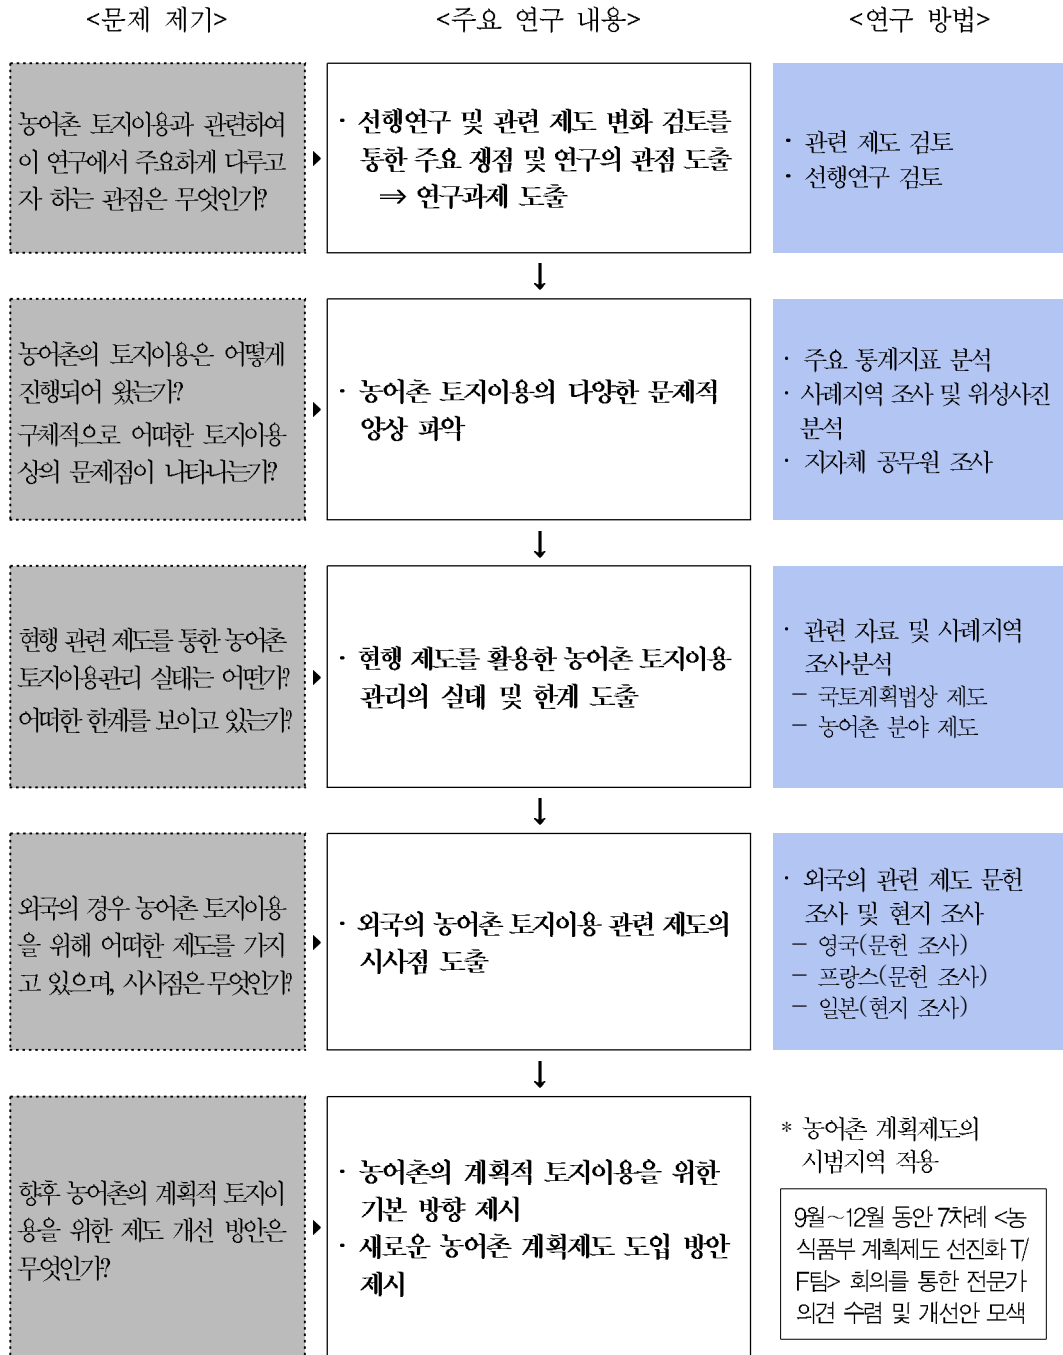 <문제 제기>
<주요 연구 내용>
<연구 방법>
농어촌 토지이용과 관련하여
이 연구에서 주요하게 다루고
자 하는 관점은 무엇인가?
· 선행연구 및 관련 제도 변화 검토를
통한 주요 쟁점 및 연구의 관점 도출
⇒ 연구과제 도출
· 관련 제도 검토
· 선행연구 검토
농어촌의 토지이용은 어떻게
진행되어 왔는가?
구체적으로 어떠한 토지이용
상의 문제점이 나타나는가?
· 농어촌 토지이용의 다양한 문제적
양상 파악
· 주요 통계지표 분석
· 사례지역 조사 및 위성사진
분석
· 지자체 공무원 조사
현행 관련 제도를 통한 농어촌
토지이용관리 실태는 어떤가?
어떠한 한계를 보이고 있는가?
· 현행 제도를 활용한 농어촌 토지이용
관리의 실태 및 한계 도출
· 관련 자료 및 사례지역
조사·분석
- 국토계획법상 제도
- 농어촌 분야 제도
외국의 경우 농어촌 토지이용
을 위해 어떠한 제도를 가지
고 있으며, 시사점은 무엇인가?
· 외국의 농어촌 토지이용 관련 제도의
시사점 도출
· 외국의 관련 제도 문헌
조사 및 현지 조사
- 영국(문헌 조사)
- 프랑스(문헌 조사)
- 일본(현지 조사)
향후 농어촌의 계획적 토지이
용을 위한 제도 개선 방안은
무엇인가?
· 농어촌의 계획적 토지이용을 위한
기본 방향 제시
· 새로운 농어촌 계획제도 도입 방안
제시
* 농어촌 계획제도의
시범지역 적용
9월~12월 동안 7차례 <농
식품부 계획제도 선진화 T/
F팀> 회의를 통한 전문가
의견 수렴 및 개선안 모색